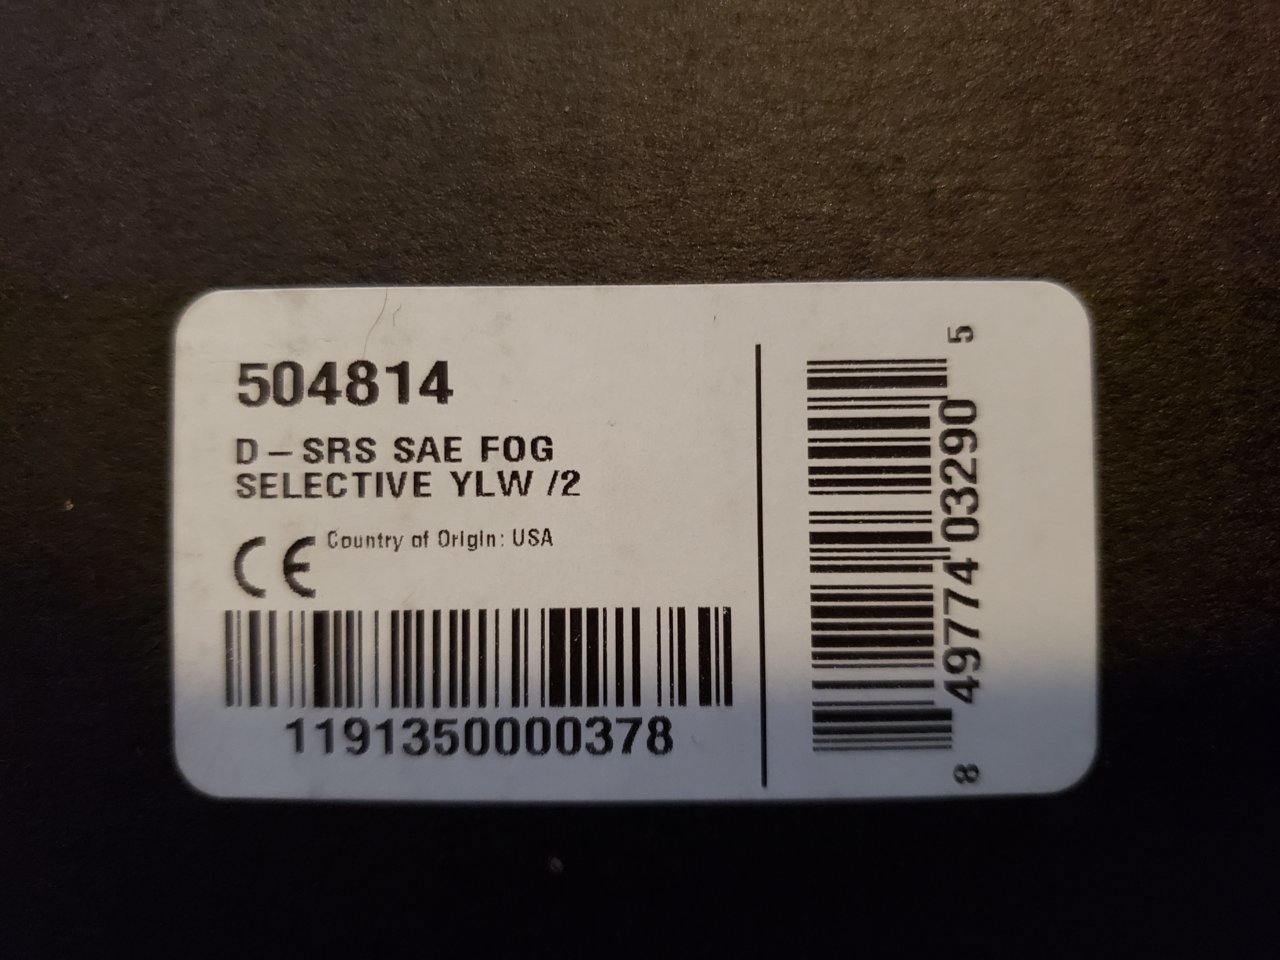 504814
D-SRS SAE FOG
SELECTIVE YLW /2
CE Country of Origin: USA
1191350000378
8 49774 03290 5